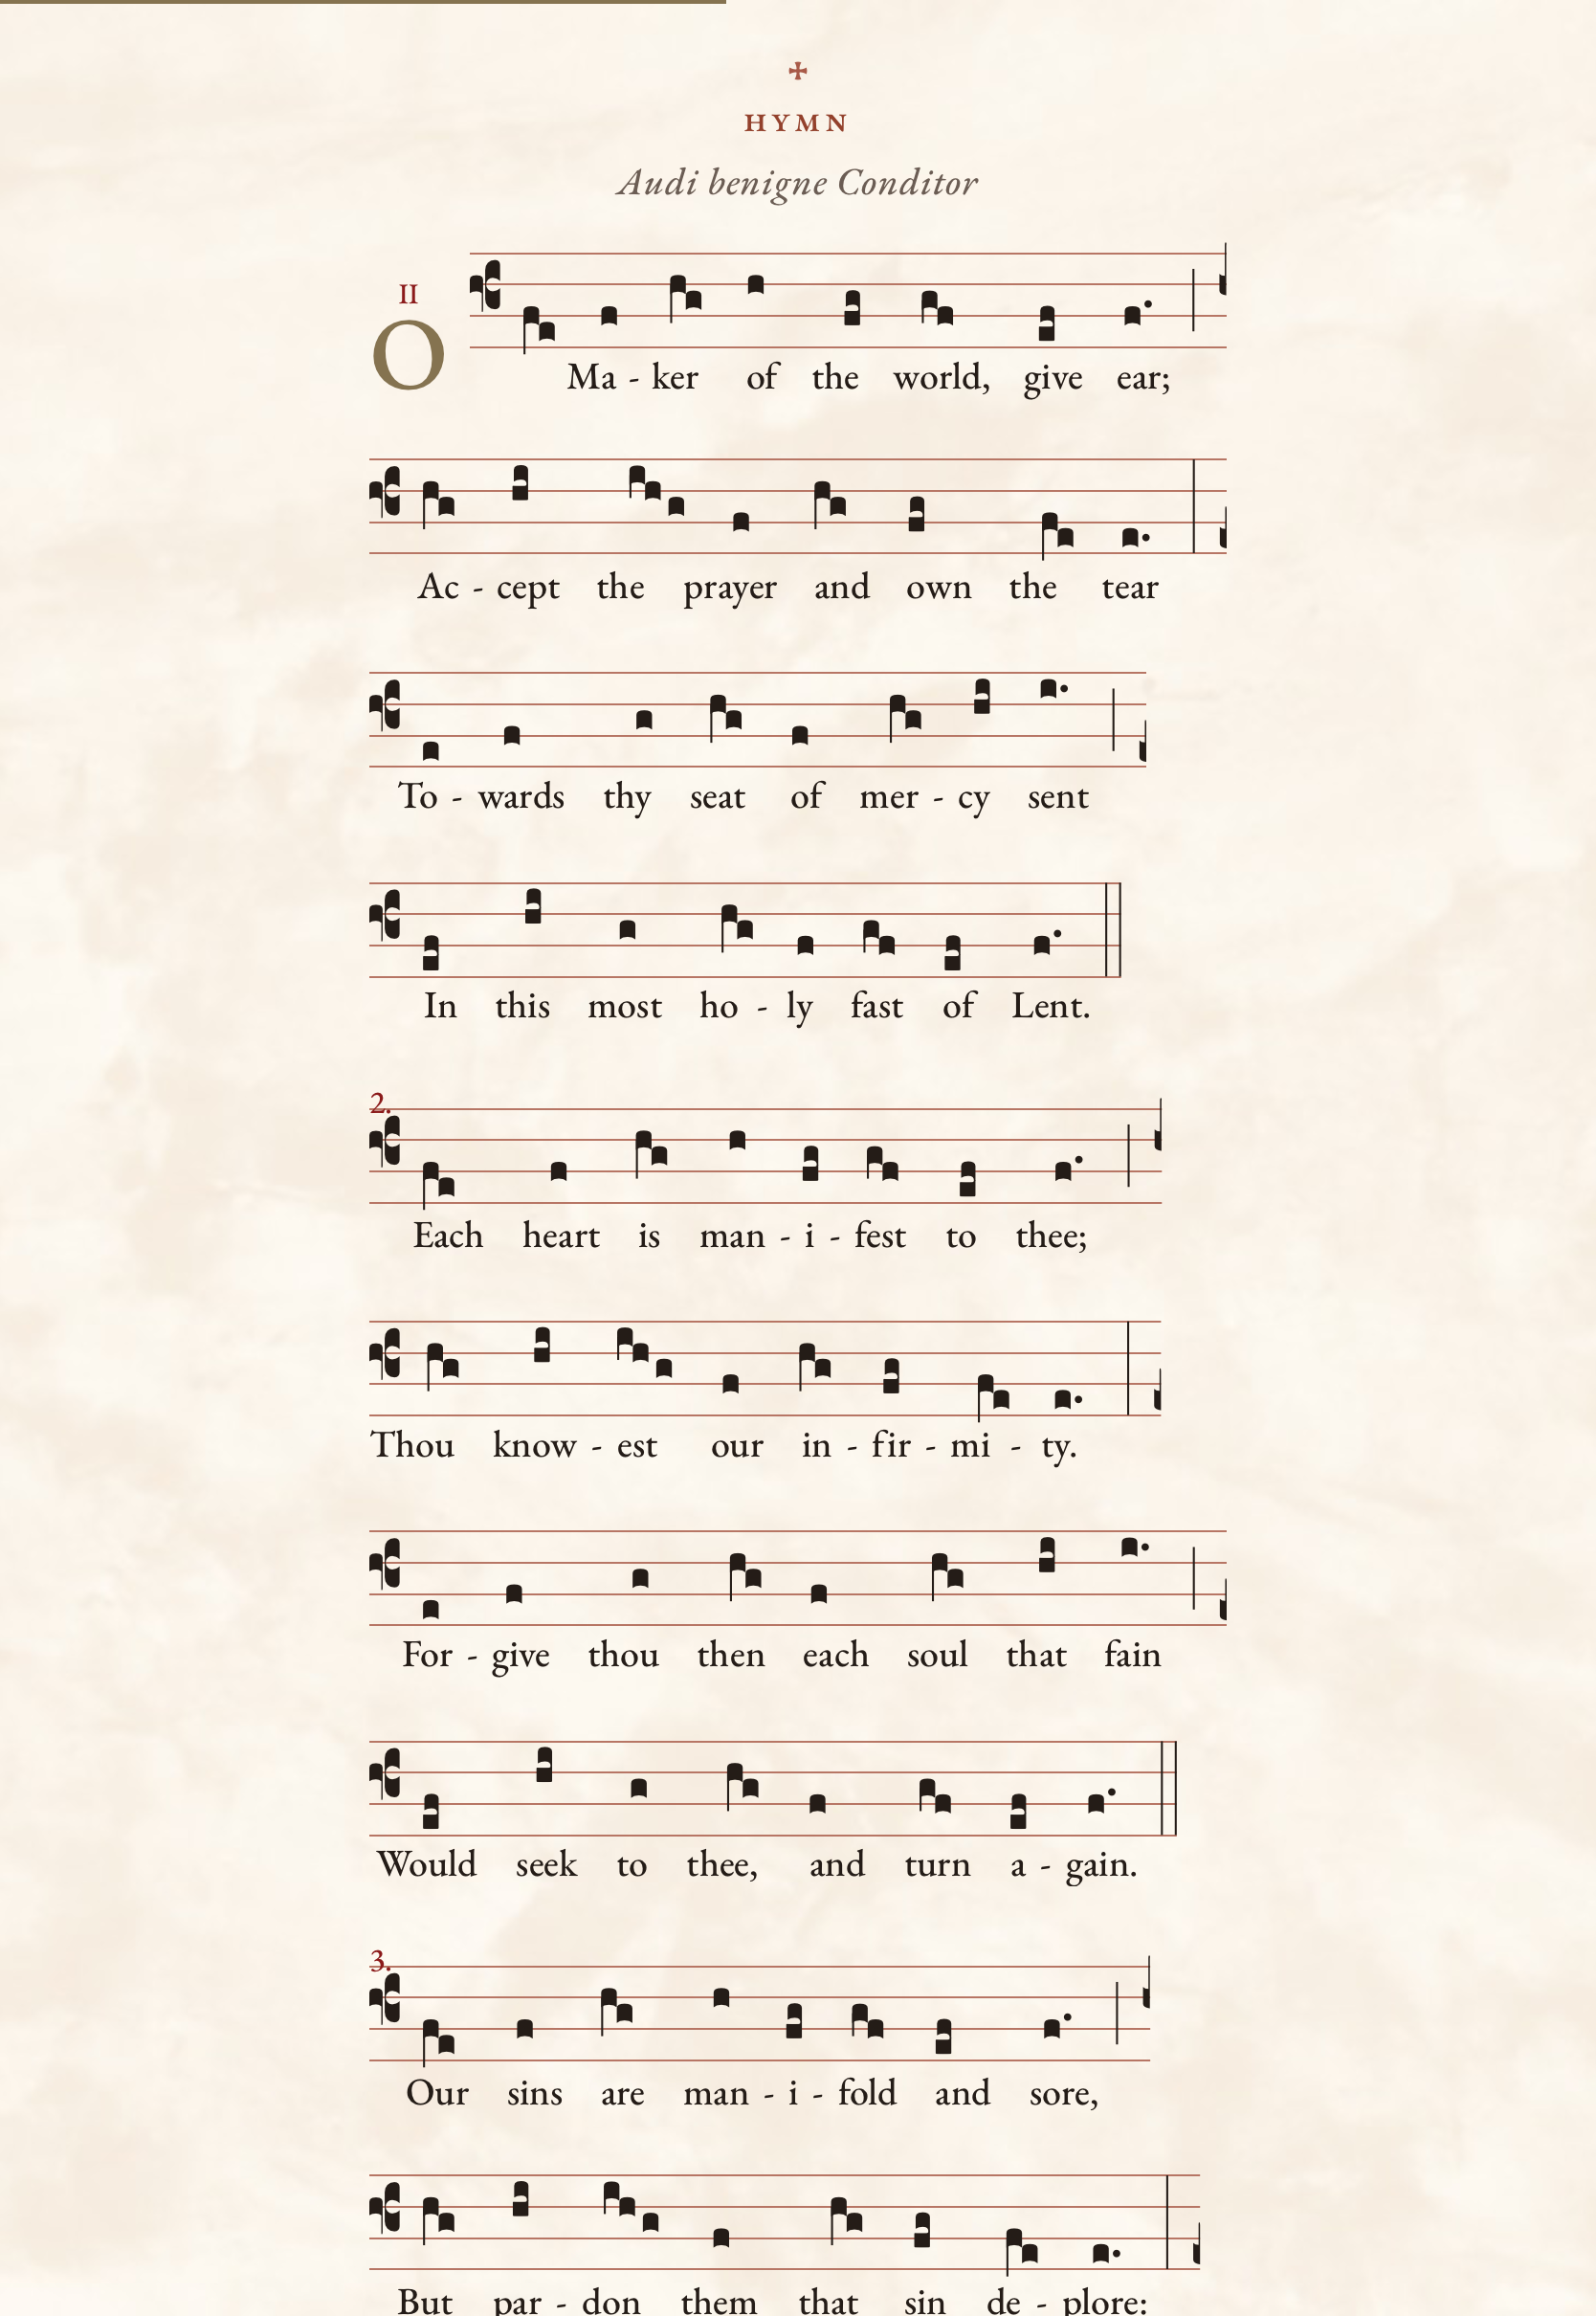 HYMN
Audi benigne Conditor
II
O Ma - ker of the world, give ear;
Ac - cept the prayer and own the tear
To - wards thy seat of mer - cy sent
In this most ho - ly fast of Lent.
2.
Each heart is man - i - fest to thee;
Thou know - est our in - fir - mi - ty.
For - give thou then each soul that fain
Would seek to thee, and turn a - gain.
3.
Our sins are man - i - fold and sore,
But par - don them that sin de - plore: